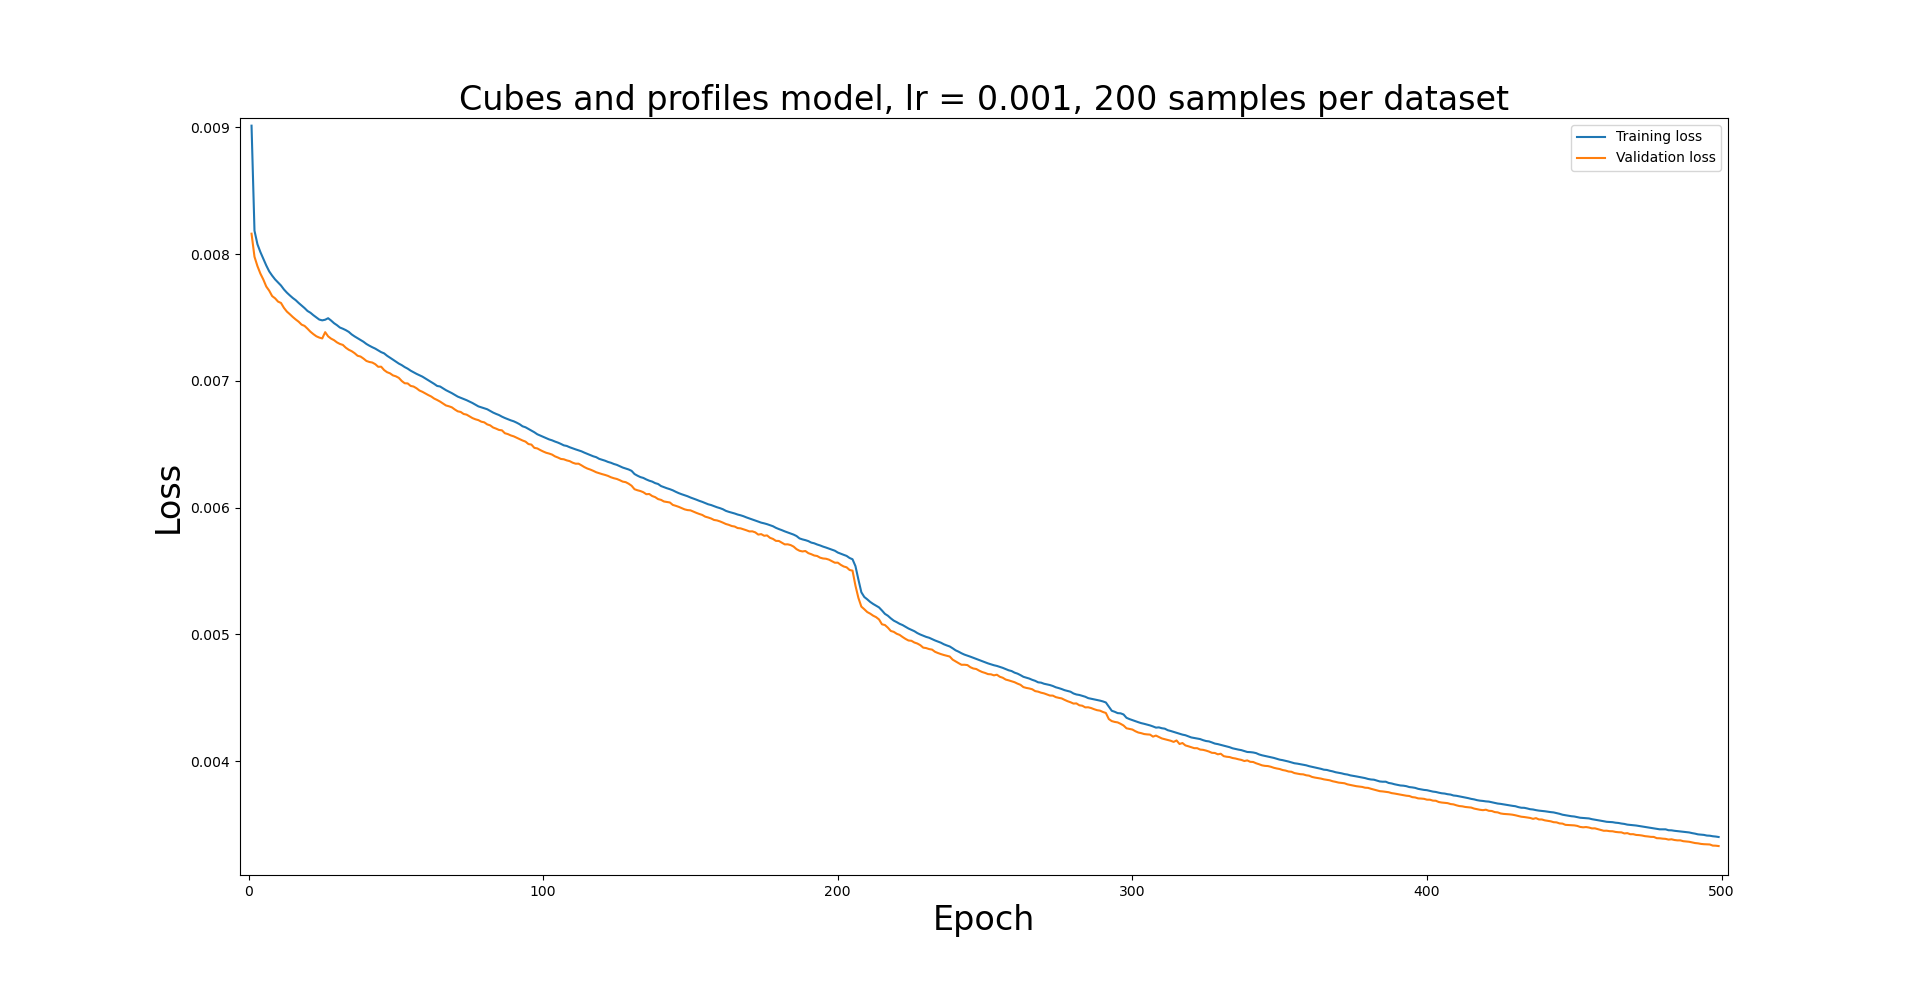 Cubes and profiles model, lr = 0.001, 200 samples per dataset
Training loss
Validation loss
0.009
0.008
0.007
0.006
0.005
0.004
Loss
0 100 200 300 400 500
Epoch